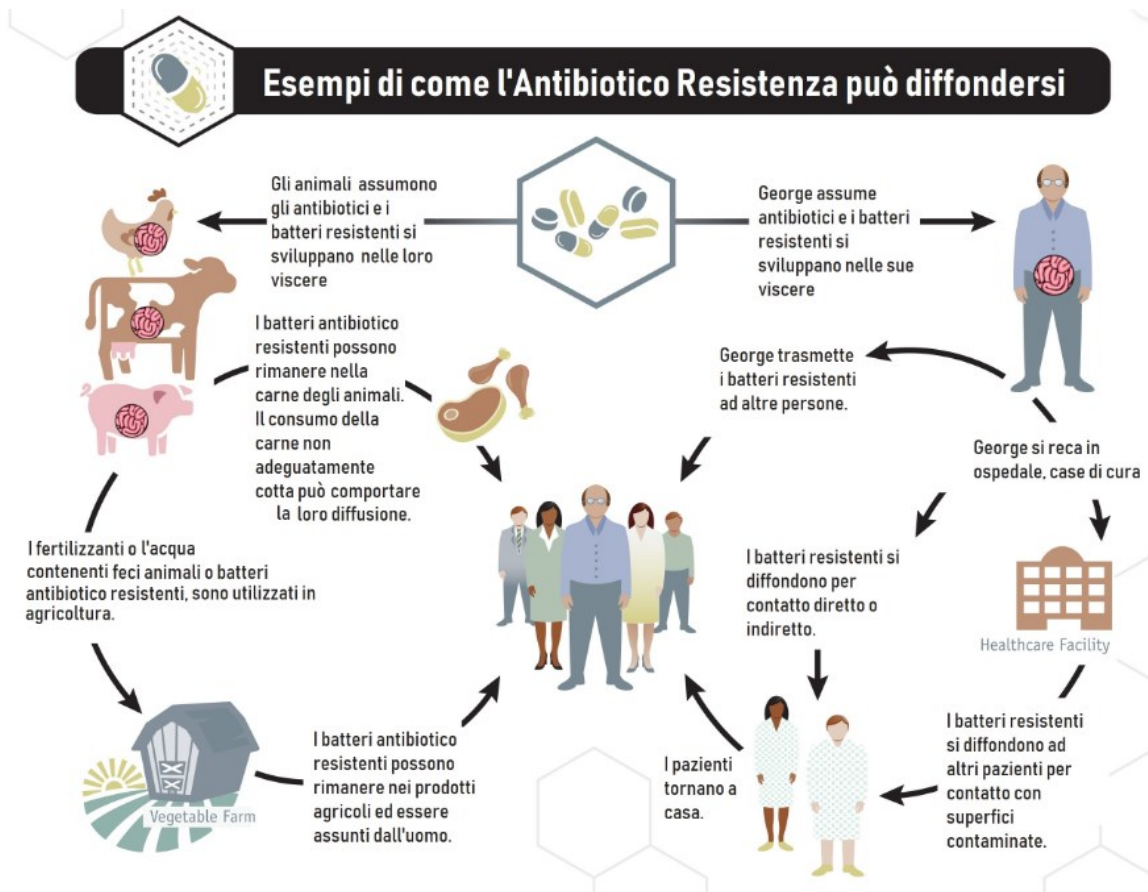 Esempi di come l'Antibiotico Resistenza può diffondersi
Gli animali assumono
gli antibiotici e i
batteri resistenti si
sviluppano nelle loro
viscere
George assume
antibiotici e i batteri
resistenti si
sviluppano nelle sue
viscere
I batteri antibiotico
resistenti possono
rimanere nella
carne degli animali.
Il consumo della
carne non
adeguatamente
cotta può comportare
la loro diffusione.
George trasmette
i batteri resistenti
ad altre persone.
George si reca in
ospedale, case di cura
I fertilizzanti o l'acqua
contenenti feci animali o batteri
antibiotico resistenti, sono utilizzati in
agricoltura.
I batteri resistenti si
diffondono per
contatto diretto o
indiretto.
Healthcare Facility
Vegetable Farm
I batteri antibiotico
resistenti possono
rimanere nei prodotti
agricoli ed essere
assunti dall'uomo.
I pazienti
tornano a
casa.
I batteri resistenti
si diffondono ad
altri pazienti per
contatto con
superfici
contaminate.